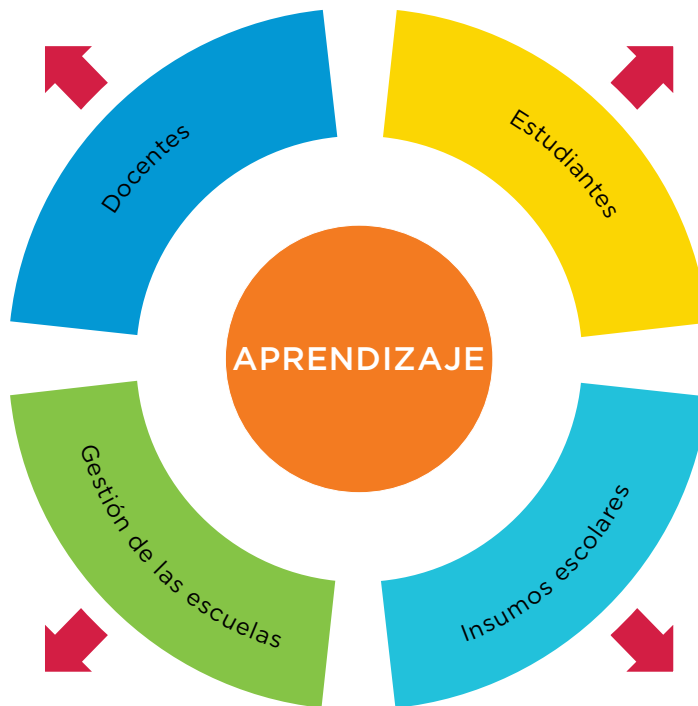 Docentes
Estudiantes
APRENDIZAJE
Gestión de las escuelas
Insumos escolares